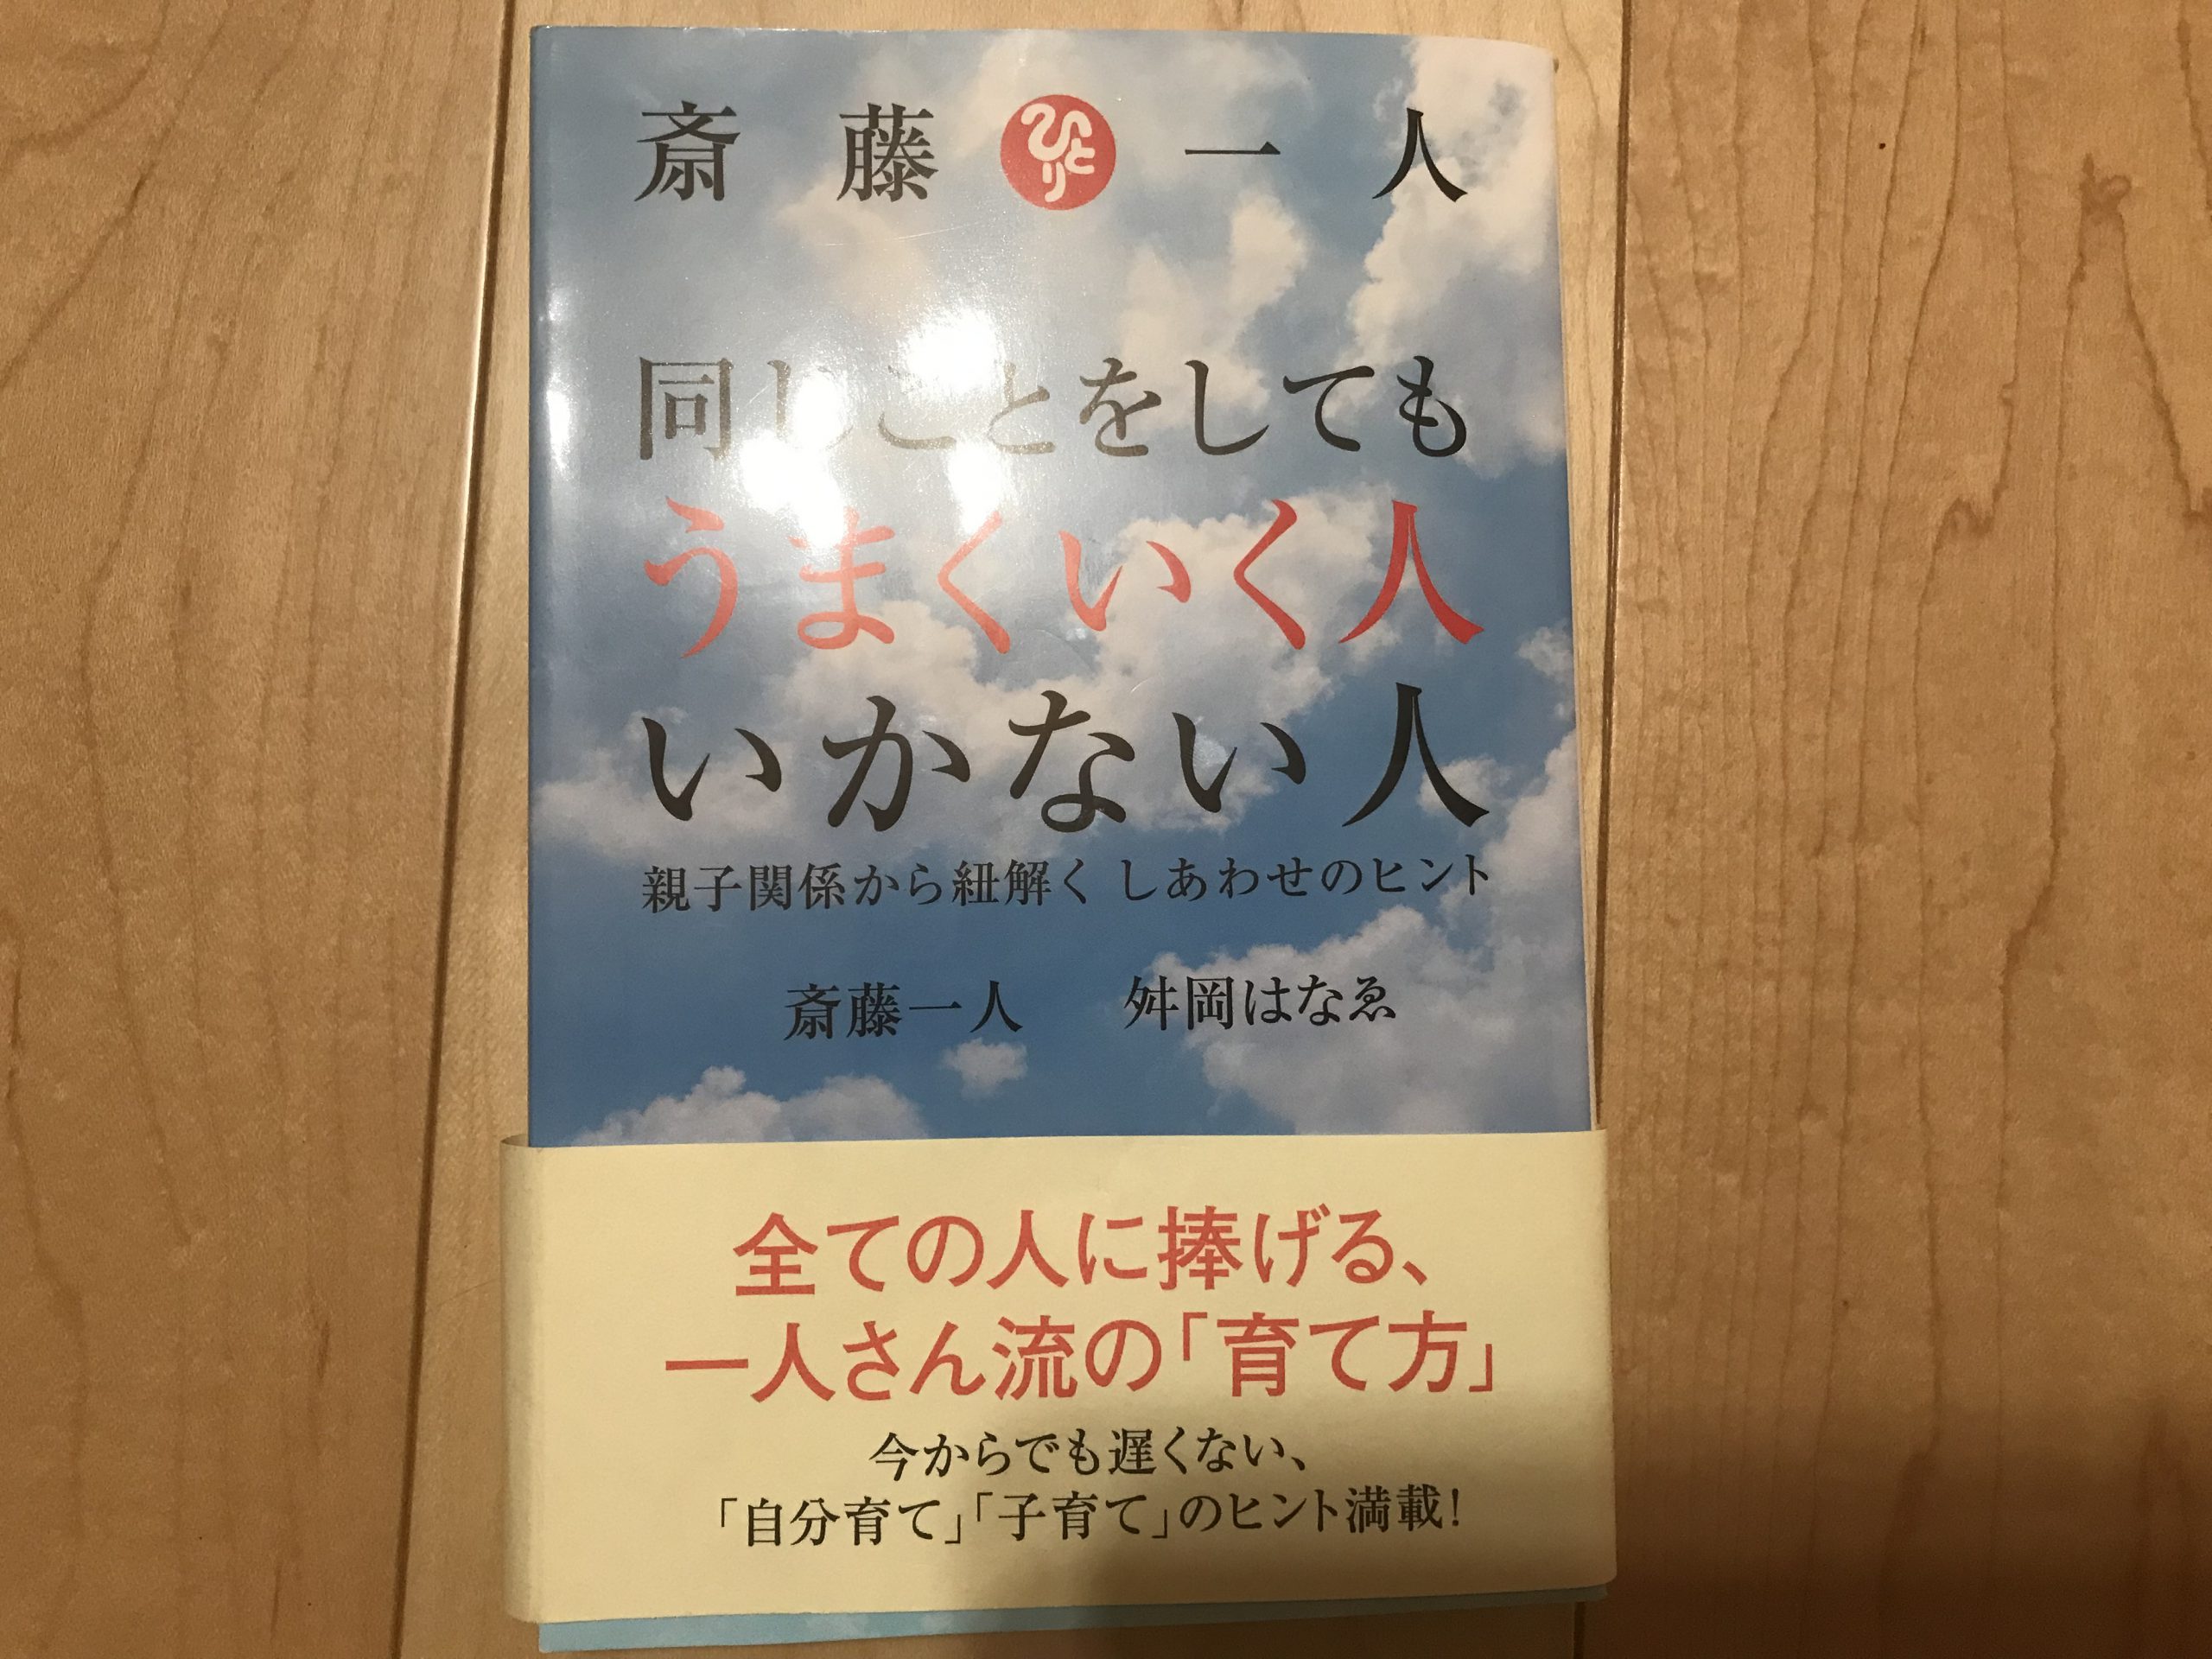 斎藤 ひとり 一人
同じことをしても
うまくいく人
いかない人
親子関係から紐解く しあわせのヒント
斎藤一人 舛岡はなゑ
全ての人に捧げる、
一人さん流の「育て方」
今からでも遅くない、
「自分育て」「子育て」のヒント満載!